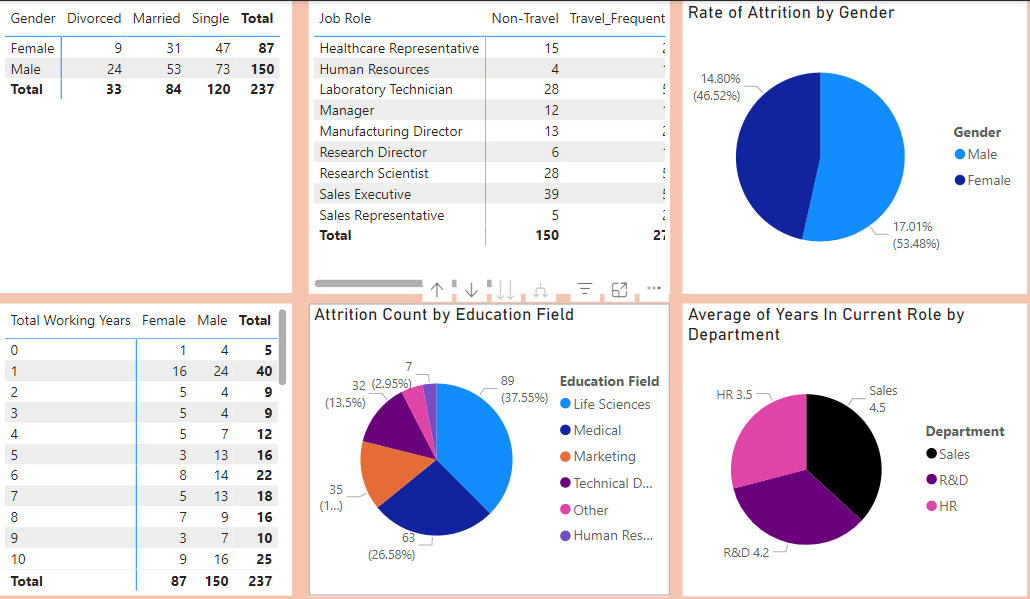 Gender Divorced Married Single Total
Female 9 31 47 87
Male 24 53 73 150
Total 33 84 120 237
Job Role Non-Travel Travel_Frequent
Healthcare Representative 15
Human Resources 4
Laboratory Technician 28
Manager 12
Manufacturing Director 13
Research Director 6
Research Scientist 28
Sales Executive 39
Sales Representative 5
Total 150 27
Rate of Attrition by Gender
14.80%
(46.52%)
17.01%
(53.48%)
Gender
Male
Female
Total Working Years Female Male Total
0 1 4 5
1 16 24 40
2 5 4 9
3 5 4 9
4 5 7 12
5 3 13 16
6 8 14 22
7 5 13 18
8 7 9 16
9 3 7 10
10 9 16 25
Total 87 150 237
Attrition Count by Education Field
7
(2.95%)
32
(13.5%)
89
(37.55%)
35
(1...)
63
(26.58%)
Education Field
Life Sciences
Medical
Marketing
Technical D...
Other
Human Res...
Average of Years In Current Role by
Department
HR 3.5
Sales
4.5
R&D 4.2
Department
Sales
R&D
HR